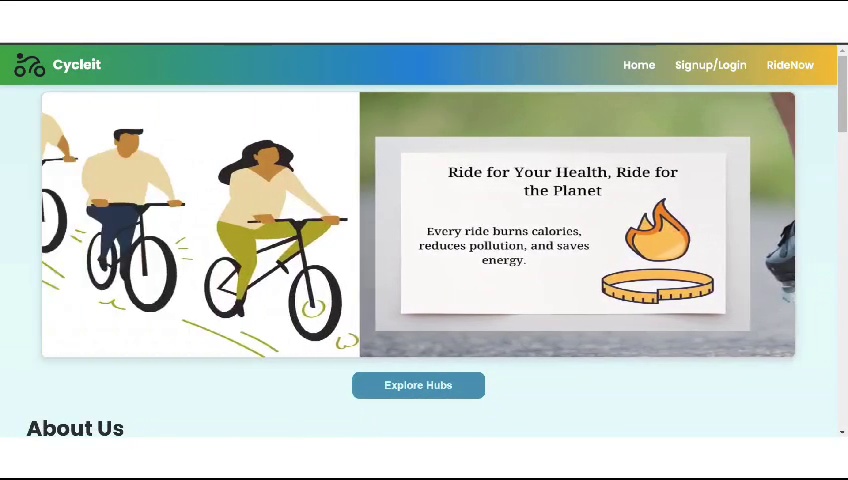 Cycleit
Home Signup/Login RideNow
Ride for Your Health, Ride for
the Planet
Every ride burns calories,
reduces pollution, and saves
energy.
Explore Hubs
About Us